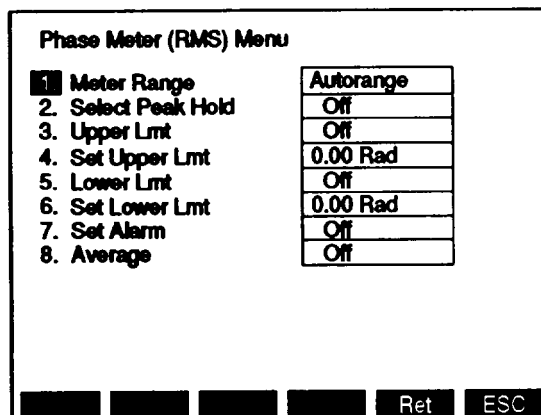 Phase Meter (RMS) Menu
1. Meter Range Autorange
2. Select Peak Hold Off
3. Upper Lmt Off
4. Set Upper Lmt 0.00 Rad
5. Lower Lmt Off
6. Set Lower Lmt 0.00 Rad
7. Set Alarm Off
8. Average Off
Ret ESC